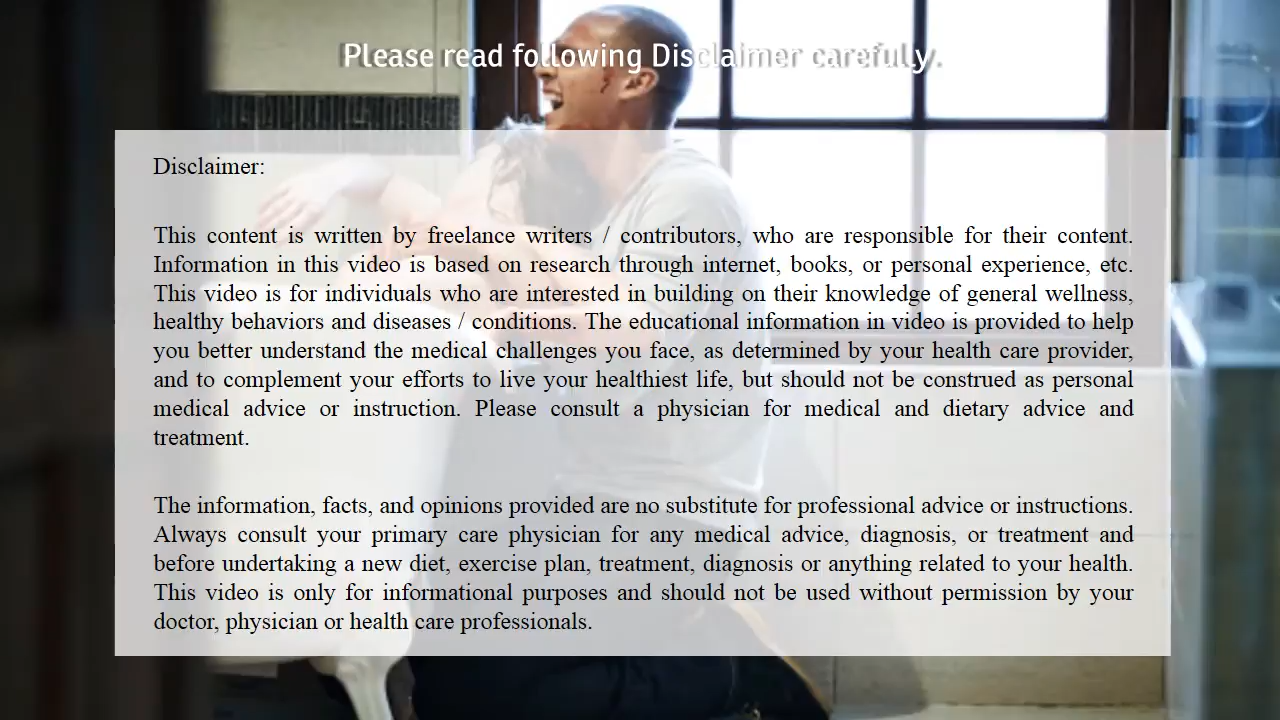 Please read following Disclaimer carefully.
Disclaimer:
This content is written by freelance writers / contributors, who are responsible for their content.
Information in this video is based on research through internet, books, or personal experience, etc.
This video is for individuals who are interested in building on their knowledge of general wellness,
healthy behaviors and diseases / conditions. The educational information in video is provided to help
you better understand the medical challenges you face, as determined by your health care provider,
and to complement your efforts to live your healthiest life, but should not be construed as personal
medical advice or instruction. Please consult a physician for medical and dietary advice and
treatment.
The information, facts, and opinions provided are no substitute for professional advice or instructions.
Always consult your primary care physician for any medical advice, diagnosis, or treatment and
before undertaking a new diet, exercise plan, treatment, diagnosis or anything related to your health.
This video is only for informational purposes and should not be used without permission by your
doctor, physician or health care professionals.